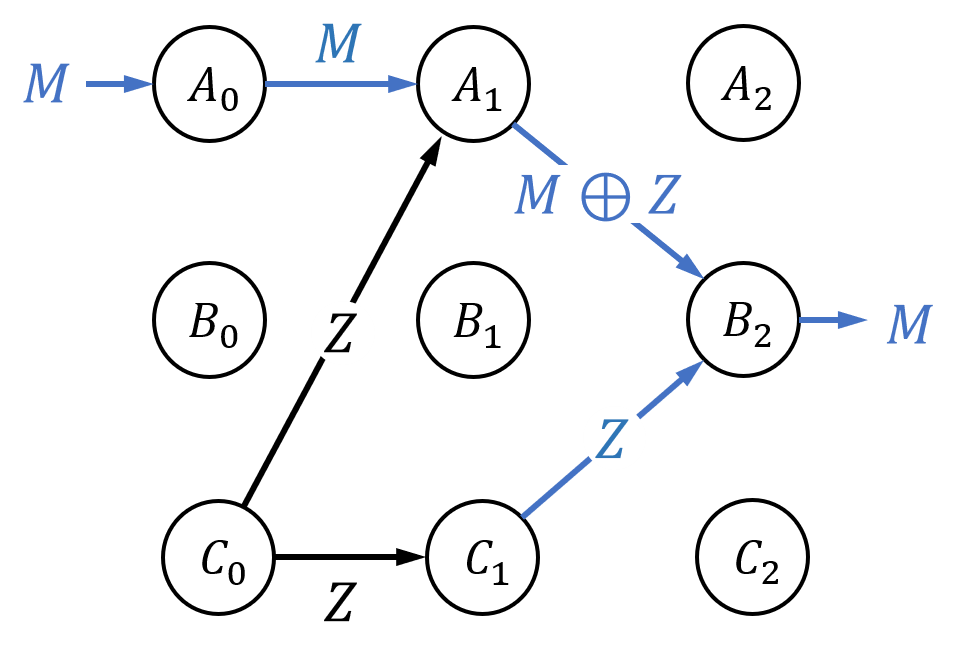 M
M
A₀
A₁
A₂
M ⊕ Z
B₀
Z
B₁
B₂
M
Z
C₀
C₁
C₂
Z